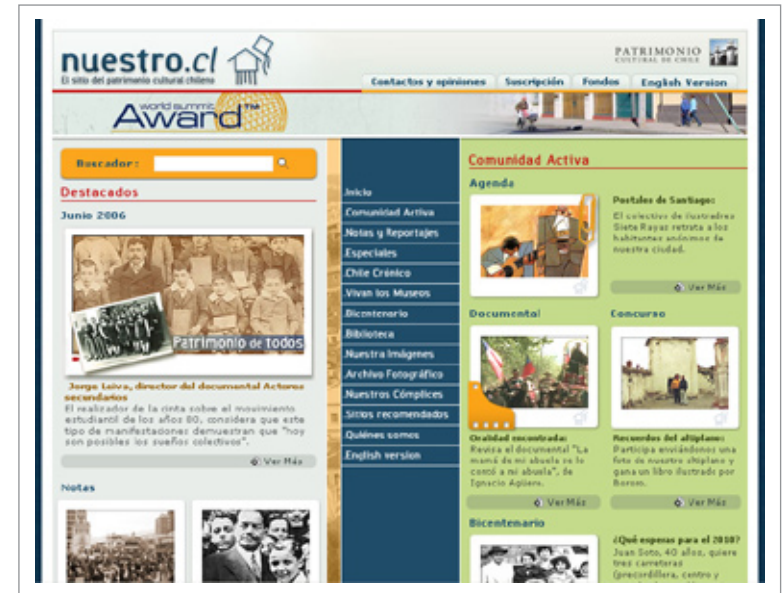 nuestro.cl
El sitio del patrimonio cultural chileno
PATRIMONIO
CULTURAL DE CHILE
Contactos y opiniones
Suscripción
Fondos
English Version
world summit
Award™
Buscador:
Destacados
Junio 2006
Patrimonio de todos
Jorge Leiva, director del documental Actores
secundarios
El realizador de la cinta sobre el movimiento
estudiantil de los años 80, considera que este
tipo de manifestaciones demuestran que "hoy
son posibles los sueños colectivos".
Ver Más
Notas
Inicio
Comunidad Activa
Notas y Reportajes
Especiales
Chile Crónico
Vivan los Museos
Bicentenario
Biblioteca
Nuestra Imágenes
Archivo Fotográfico
Nuestros Cómplices
Sitios recomendados
Quiénes somos
English version
Comunidad Activa
Agenda
Postales de Santiago:
El colectivo de ilustradres
Siete Rayas retrata a los
habitantes anónimos de
nuestra ciudad.
Ver Más
Documental
Oralidad encontrada:
Revisa el documental "La
mamá de mi abuela se lo
contó a mi abuela", de
Ignacio Agüero.
Ver Más
Concurso
Recuerdos del altiplano:
Participa enviándonos una
foto de nuestro altiplano y
gana un libro ilustrado por
Ver Más
Bicentenario
¿Qué esperas para el 2010?
Juan Soto, 40 años, quiere
tres carreteras
(precordillera, centro y